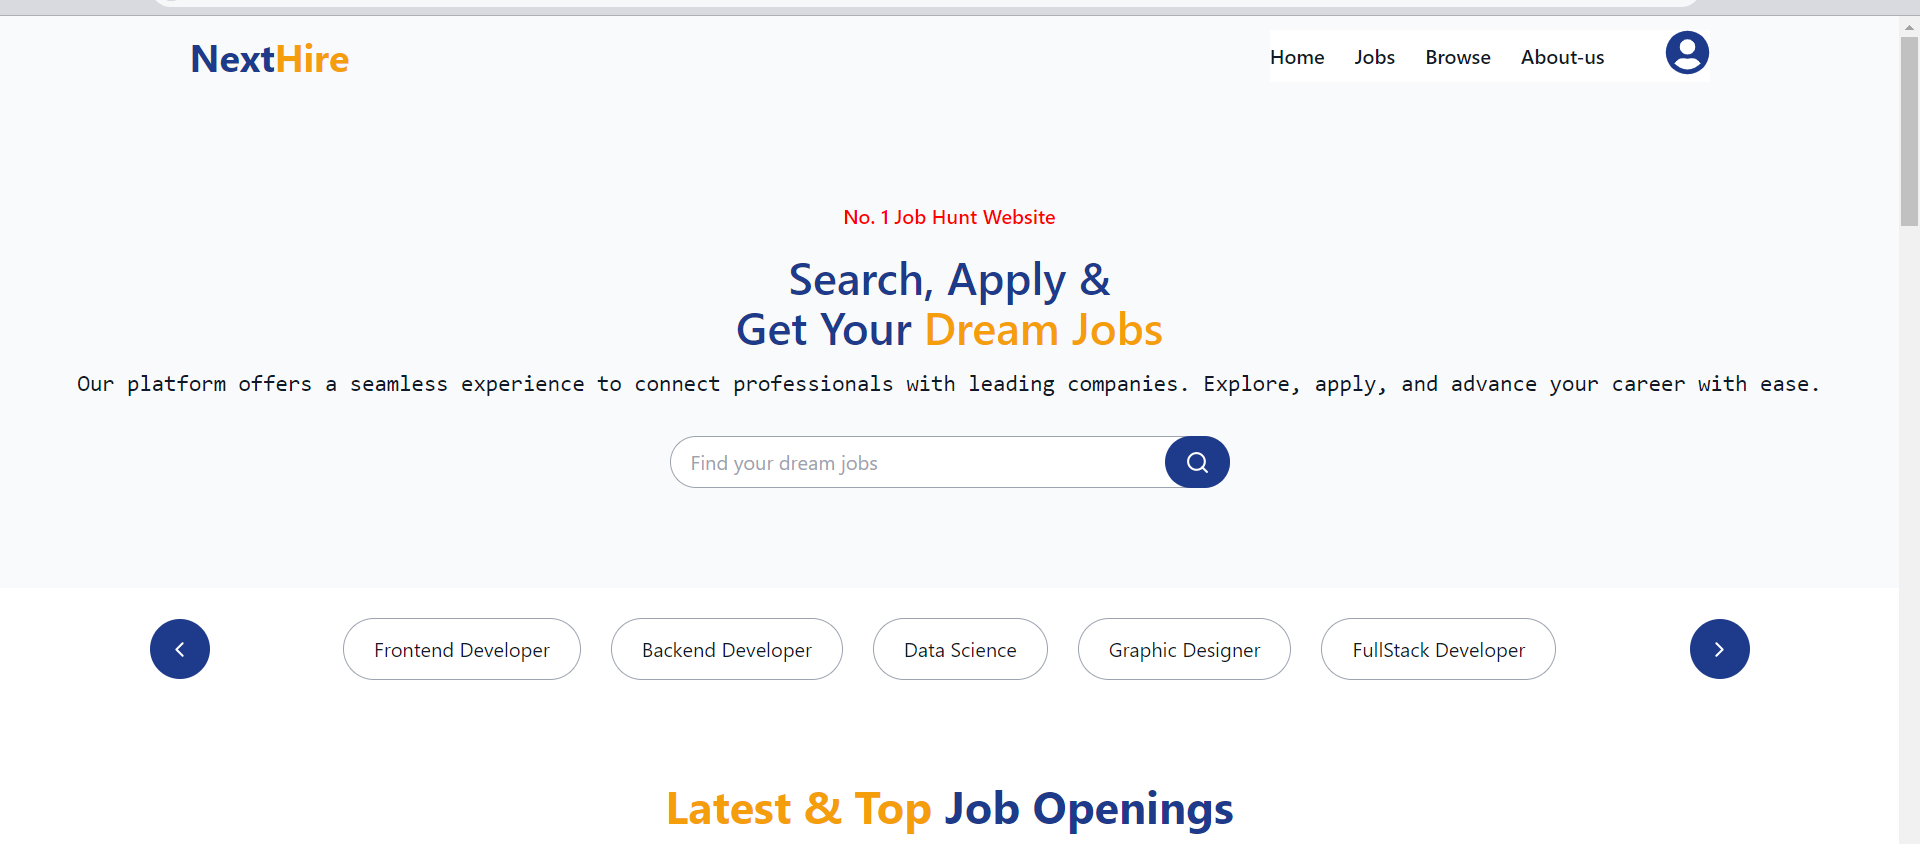 NextHire
Home Jobs Browse About-us
No. 1 Job Hunt Website
Search, Apply &
Get Your Dream Jobs
Our platform offers a seamless experience to connect professionals with leading companies. Explore, apply, and advance your career with ease.
Find your dream jobs
Frontend Developer Backend Developer Data Science Graphic Designer FullStack Developer
Latest & Top Job Openings